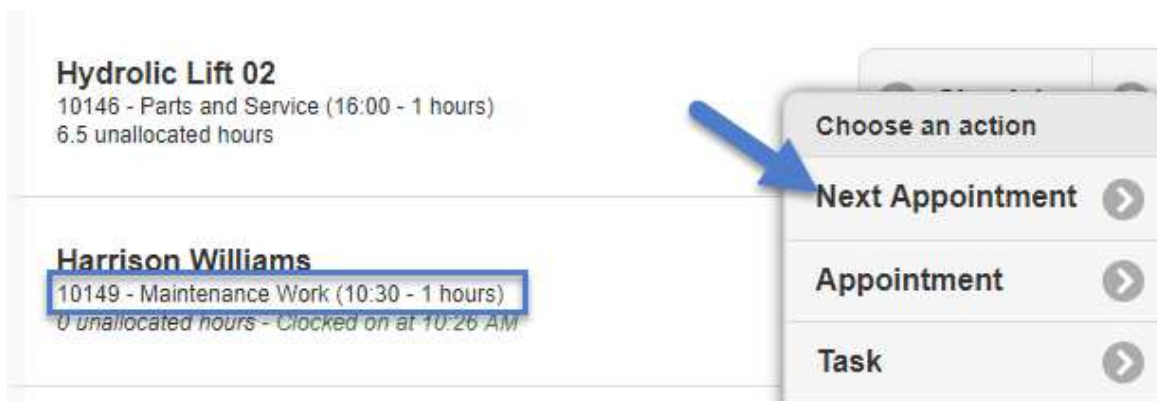 Hydrolic Lift 02
10146 - Parts and Service (16:00 - 1 hours)
6.5 unallocated hours
Harrison Williams
10149 - Maintenance Work (10:30 - 1 hours)
0 unallocated hours - Clocked on at 10:26 AM
Choose an action
Next Appointment
Appointment
Task